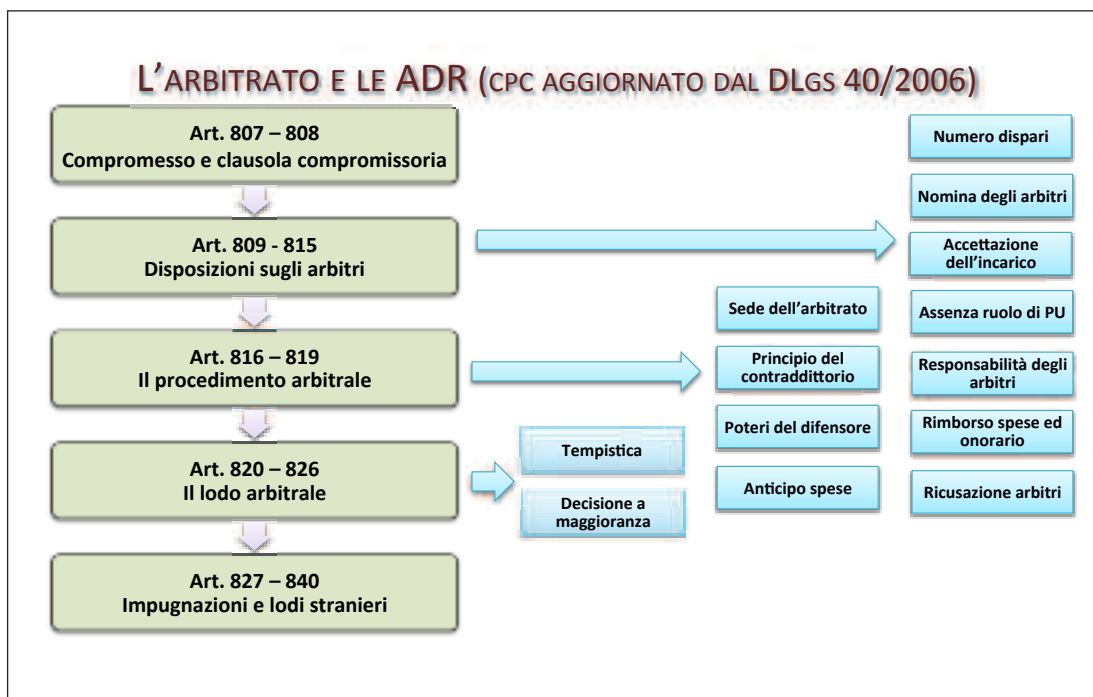 L’ARBITRATO E LE ADR (CPC AGGIORNATO DAL DLGS 40/2006)
Art. 807 – 808
Compromesso e clausola compromissoria
Art. 809 - 815
Disposizioni sugli arbitri
Art. 816 – 819
Il procedimento arbitrale
Art. 820 – 826
Il lodo arbitrale
Art. 827 – 840
Impugnazioni e lodi stranieri
Tempistica
Decisione a
maggioranza
Sede dell’arbitrato
Principio del
contraddittorio
Poteri del difensore
Anticipo spese
Numero dispari
Nomina degli arbitri
Accettazione
dell’incarico
Assenza ruolo di PU
Responsabilità degli
arbitri
Rimborso spese ed
onorario
Ricusazione arbitri